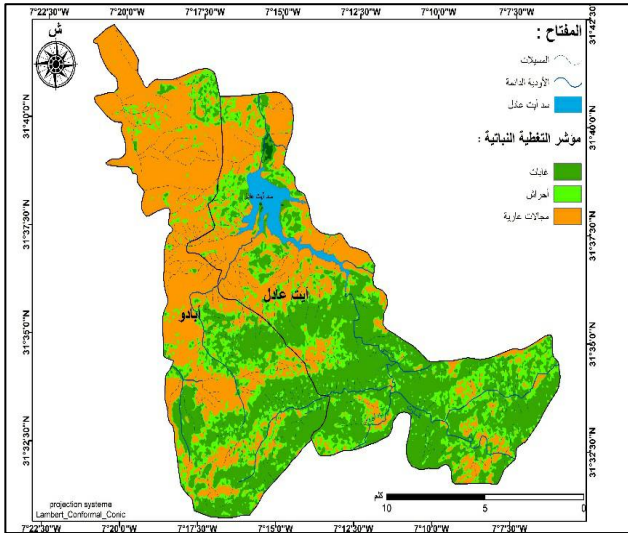 7°22'30"W 7°20'0"W 7°17'30"W 7°15'0"W 7°12'30"W 7°10'0"W 7°7'30"W
31°42'30"N
31°40'0"N
31°37'30"N
31°35'0"N
31°32'30"N
31°40'0"N
31°37'30"N
31°35'0"N
31°32'30"N
ش
المفتاح :
المسيلات
الأودية الدائمة
سد أيت عادل
مؤشر التغطية النباتية :
غابات
أحراش
مجالات عارية
سد أيت عادل
أيت عادل
أبادو
كلم
10 5 0
projection systeme
Lambert_Conformal_Conic
7°22'30"W 7°20'0"W 7°17'30"W 7°15'0"W 7°12'30"W 7°10'0"W 7°7'30"W